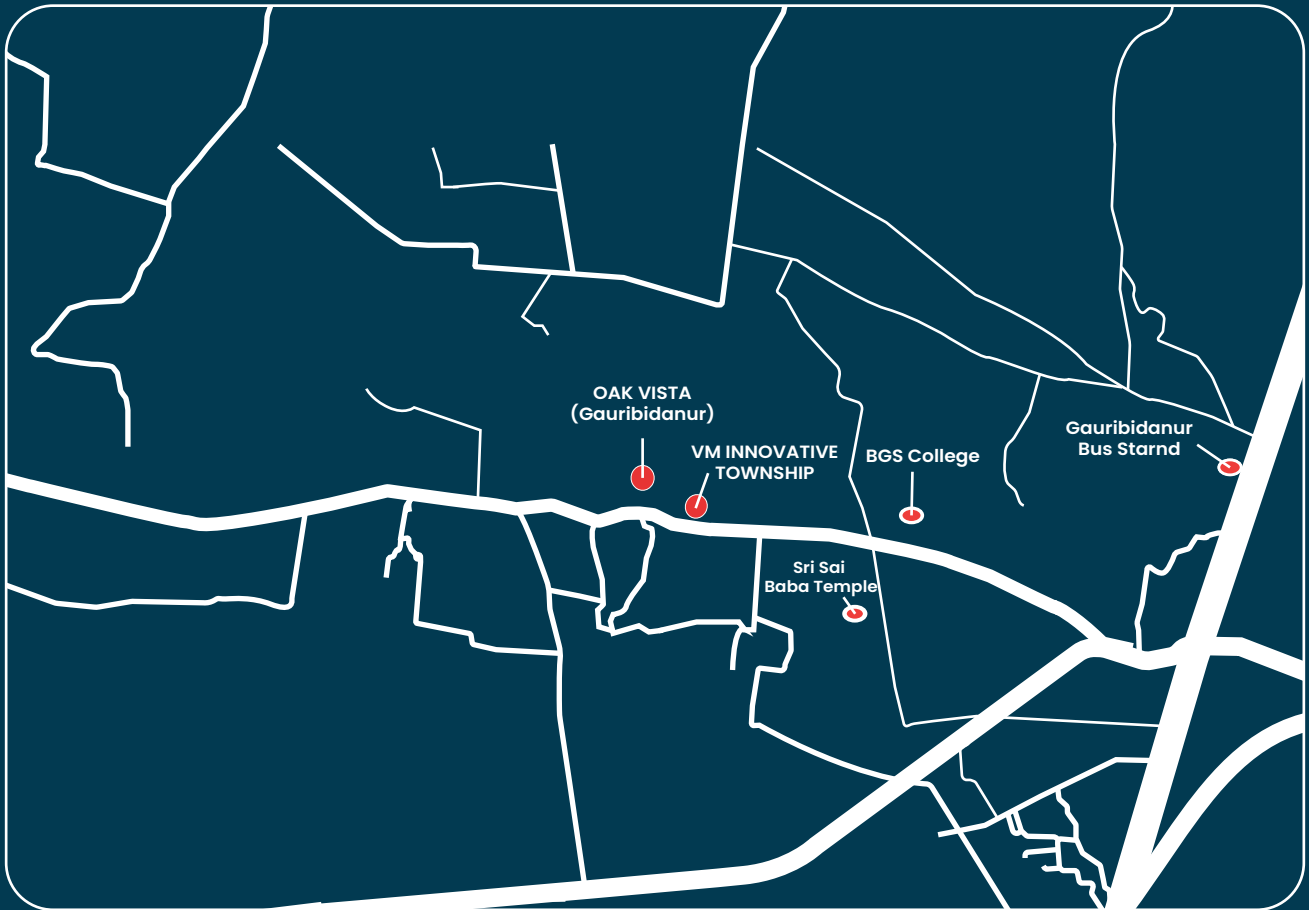 OAK VISTA
(Gauribidanur)
VM INNOVATIVE
TOWNSHIP
BGS College
Gauribidanur
Bus Starnd
Sri Sai
Baba Temple